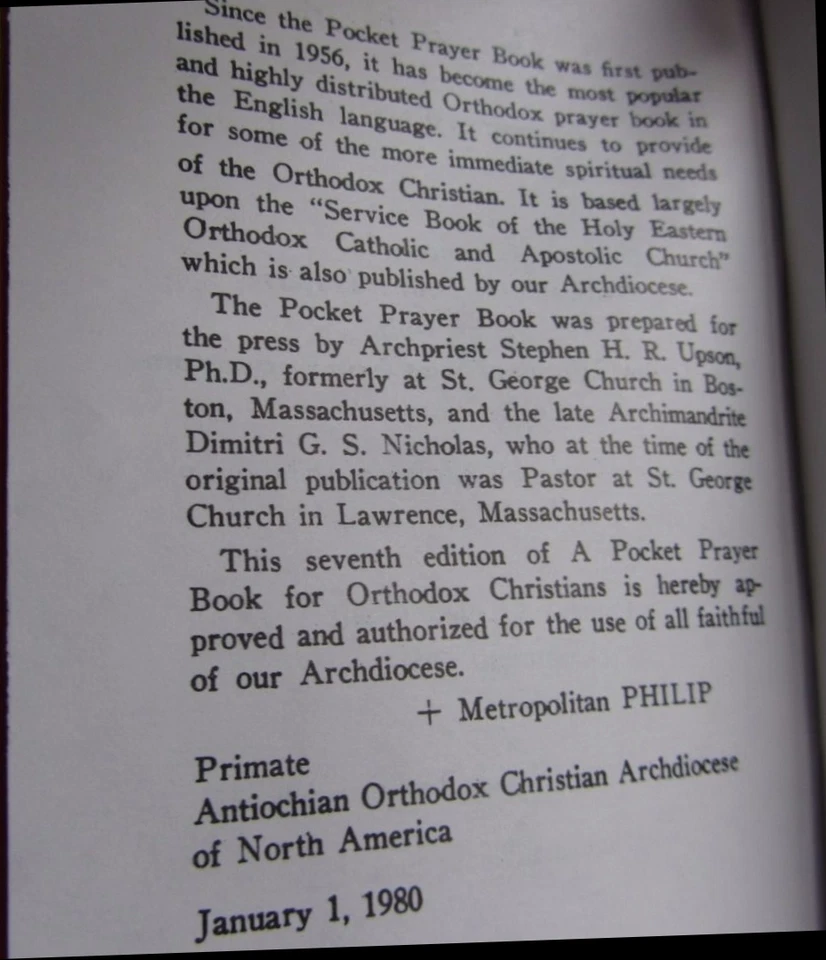 Since the Pocket Prayer Book was first pub-
lished in 1956, it has become the most popular
and highly distributed Orthodox prayer book in
the English language. It continues to provide
for some of the more immediate spiritual needs
of the Orthodox Christian. It is based largely
upon the “Service Book of the Holy Eastern
Orthodox Catholic and Apostolic Church”
which is also published by our Archdiocese.
The Pocket Prayer Book was prepared for
the press by Archpriest Stephen H. R. Upson,
Ph.D., formerly at St. George Church in Bos-
ton, Massachusetts, and the late Archimandrite
Dimitri G. S. Nicholas, who at the time of the
original publication was Pastor at St. George
Church in Lawrence, Massachusetts.
This seventh edition of A Pocket Prayer
Book for Orthodox Christians is hereby ap-
proved and authorized for the use of all faithful
of our Archdiocese.
+ Metropolitan PHILIP
Primate
Antiochian Orthodox Christian Archdiocese
of North America
January 1, 1980